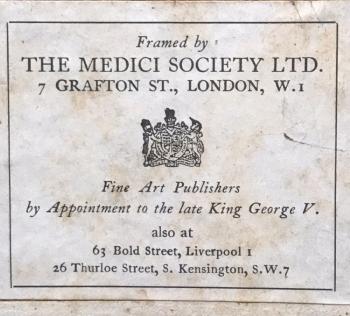 Framed by
THE MEDICI SOCIETY LTD.
7 GRAFTON ST., LONDON, W.1
Fine Art Publishers
by Appointment to the late King George V.
also at
63 Bold Street, Liverpool 1
26 Thurloe Street, S. Kensington, S.W.7